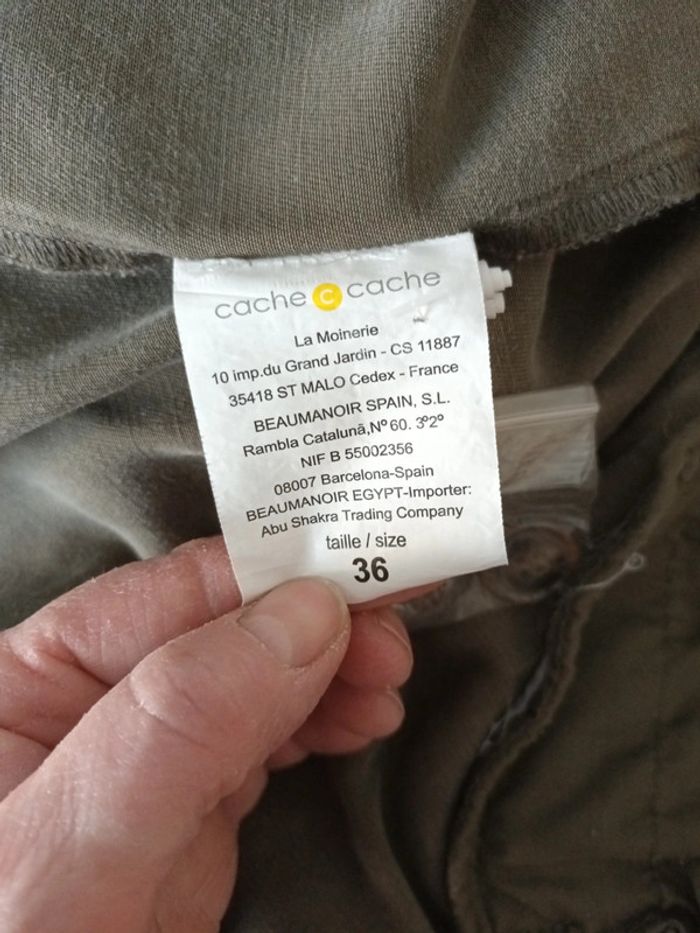 cache c cache
La Moinerie
10 imp.du Grand Jardin - CS 11887
35418 ST MALO Cedex - France
BEAUMANOIR SPAIN, S.L.
Rambla Cataluñã,Nº60. 3º2º
NIF B 55002356
08007 Barcelona-Spain
BEAUMANOIR EGYPT-Importer:
Abu Shakra Trading Company
taille / size
36